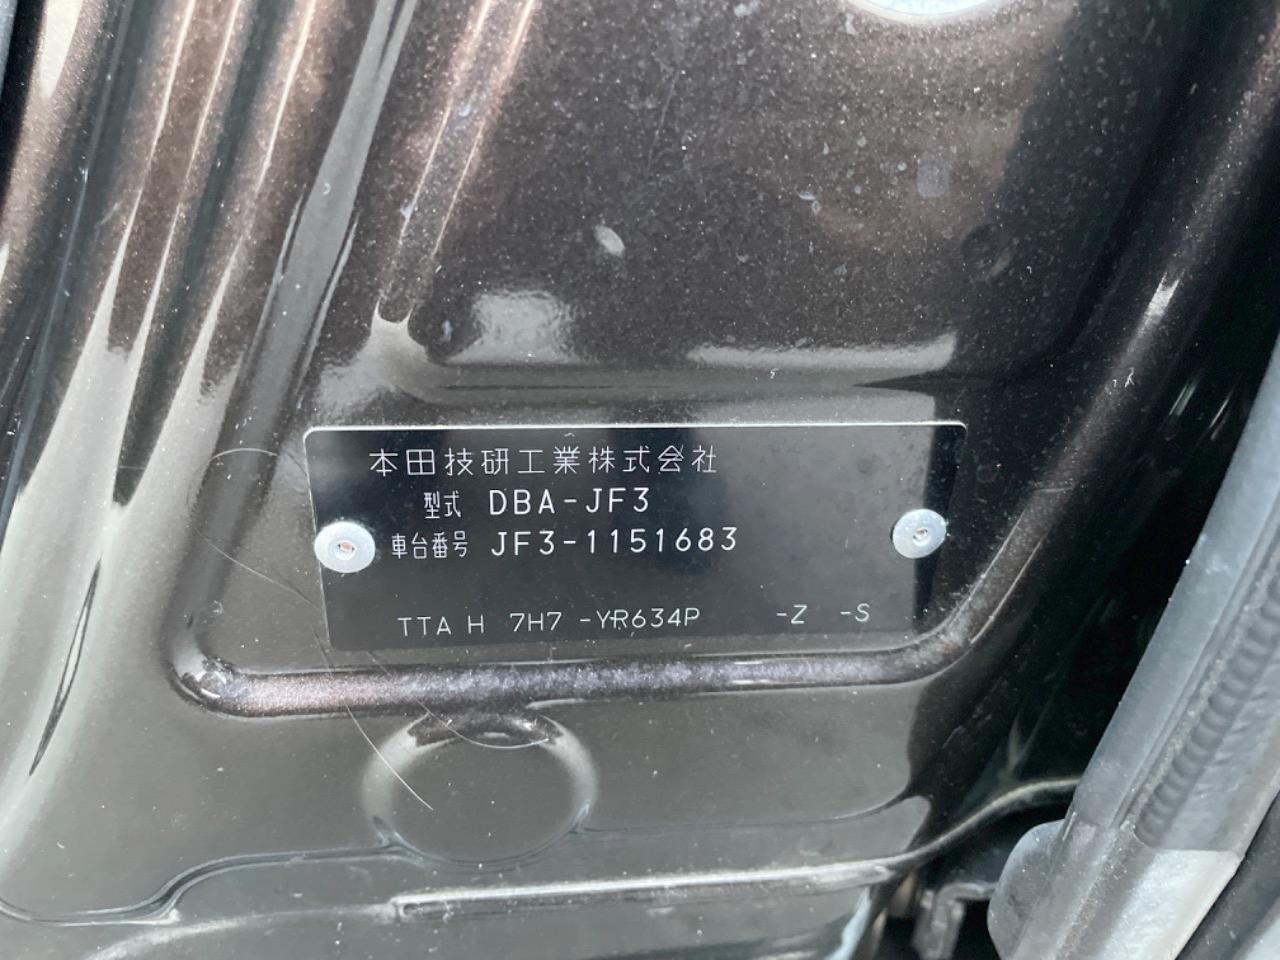 本田技研工業株式会社
型式 DBA-JF3
車台番号 JF3-1151683
TTA H 7H7 -YR634P -Z -S